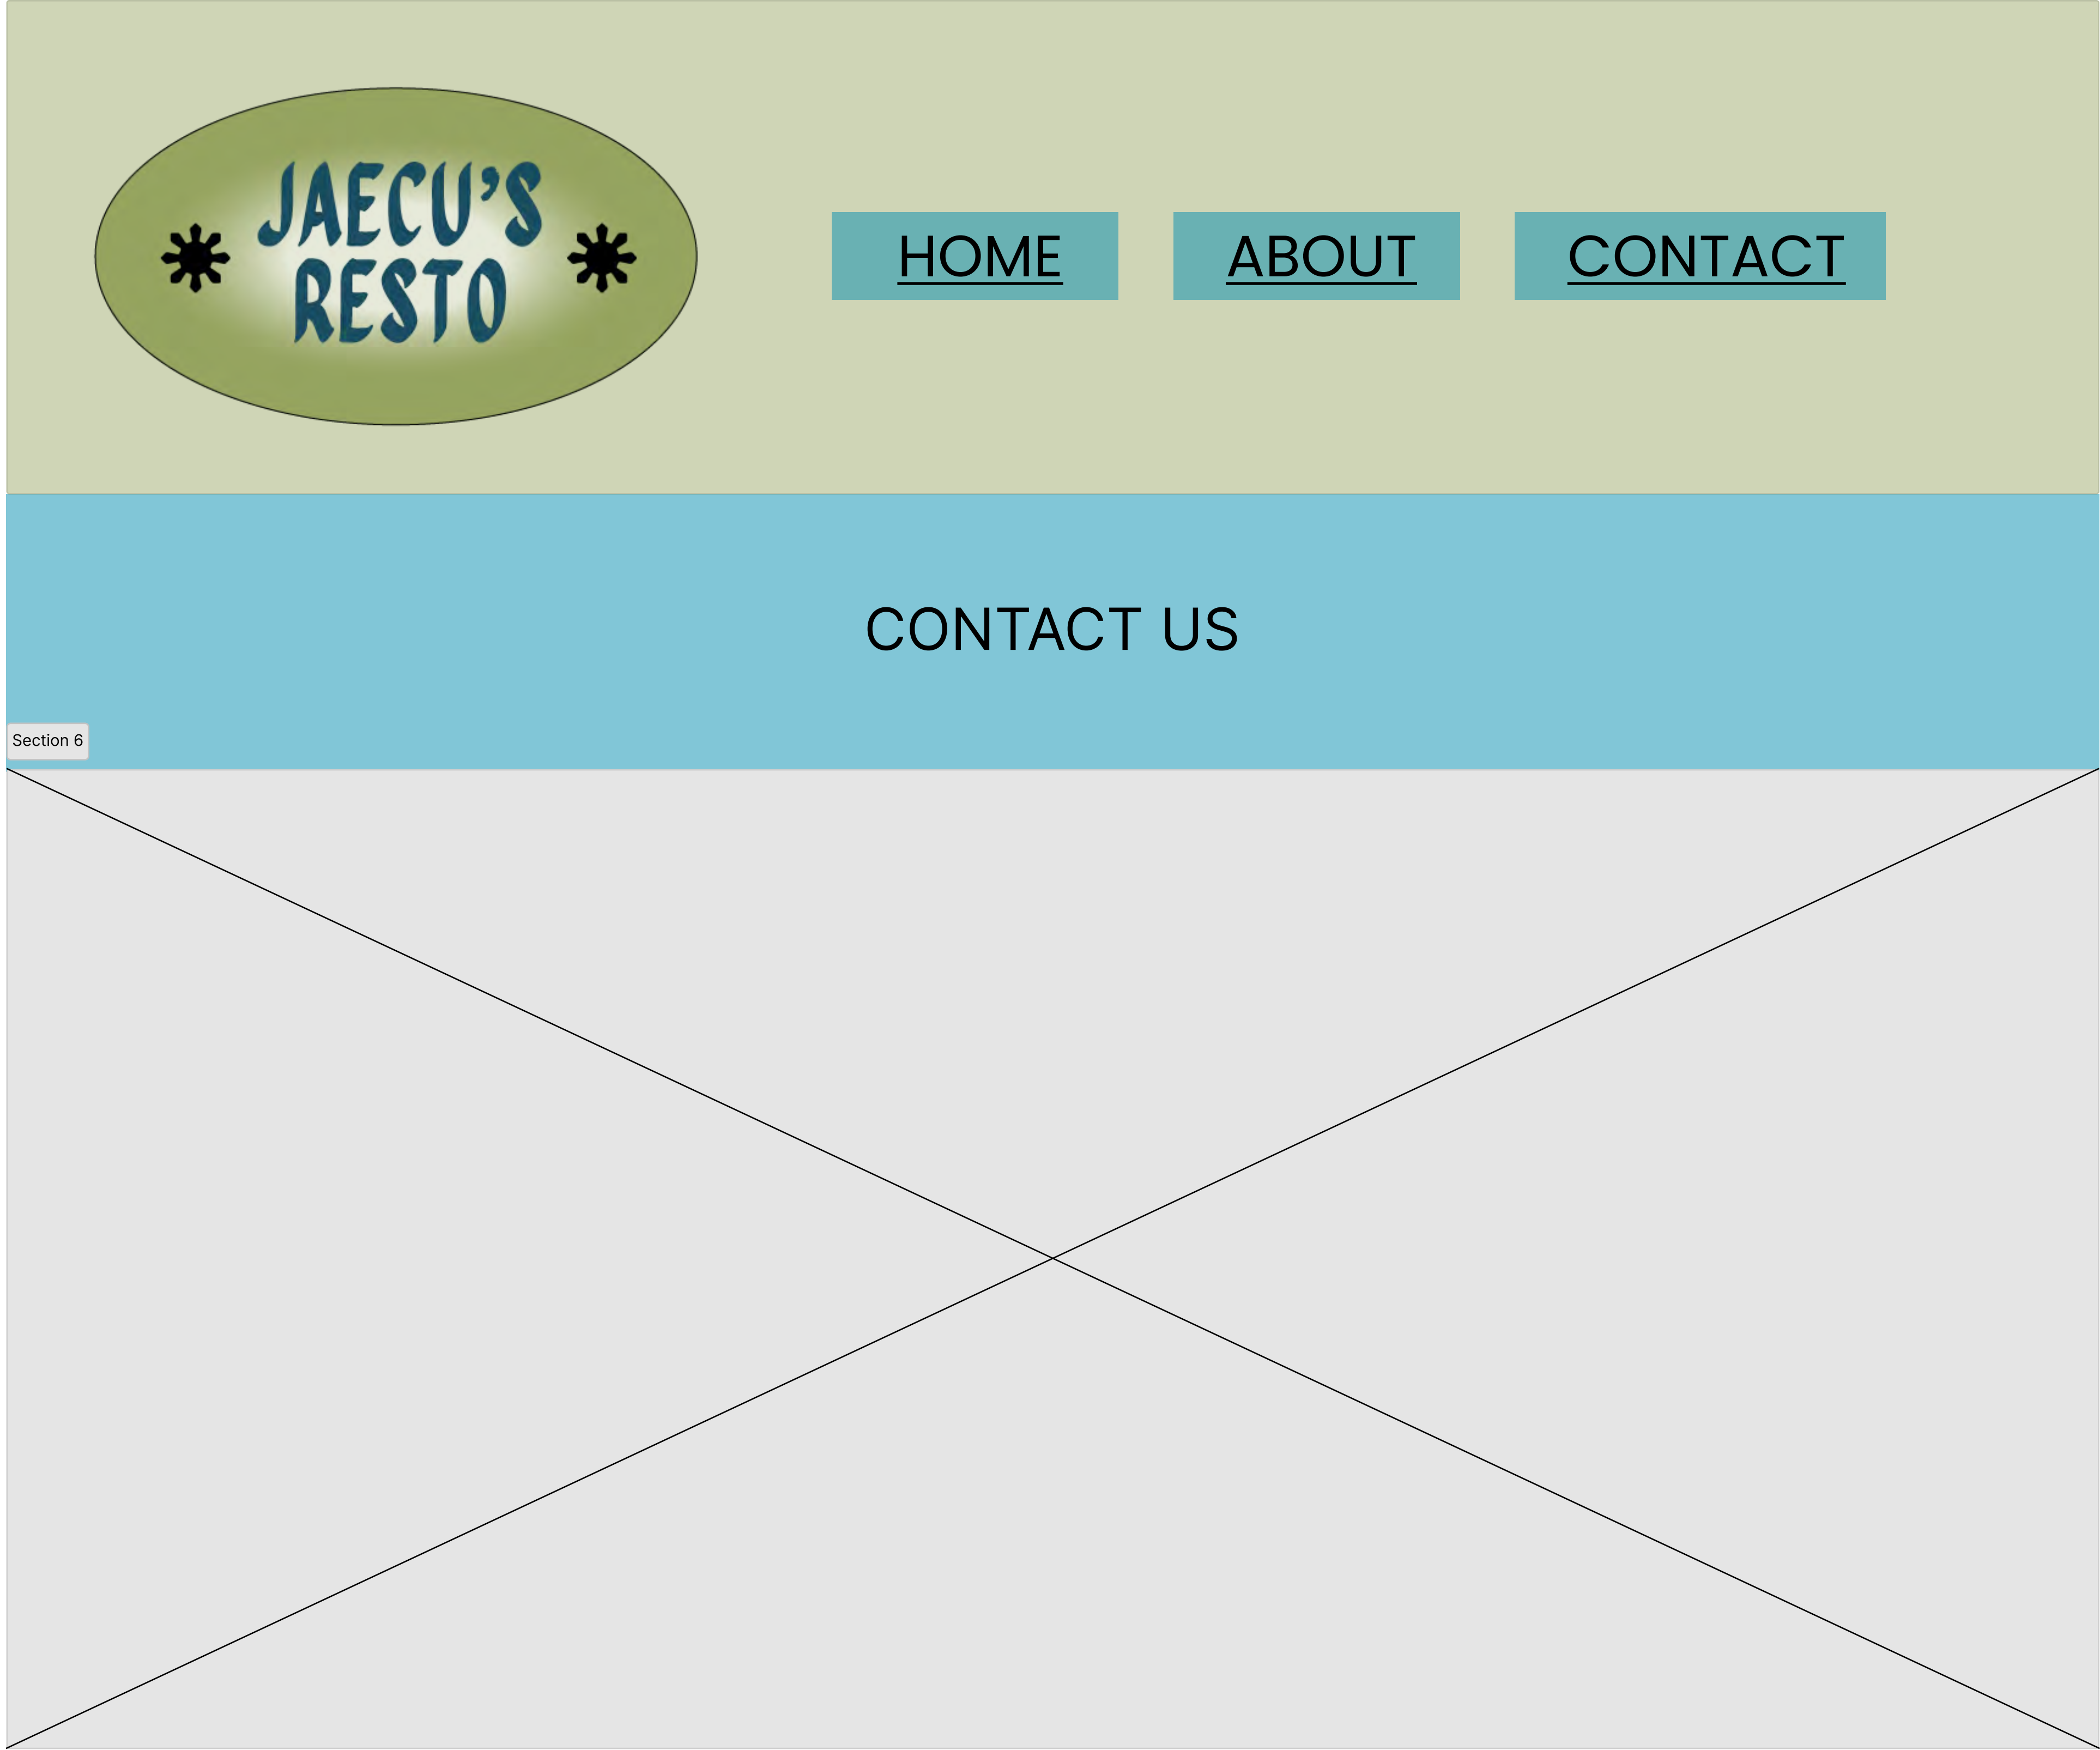 JAECU'S
RESTO
HOME
ABOUT
CONTACT
CONTACT US
Section 6